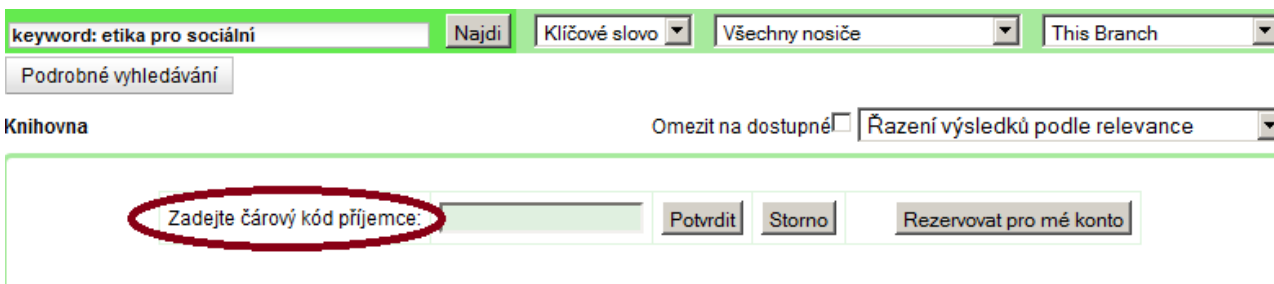 keyword: etika pro sociální Najdi Klíčové slovo Všechny nosiče This Branch
Podrobné vyhledávání
Knihovna Omezit na dostupné Řazení výsledků podle relevance
Zadejte čárový kód příjemce: Potvrdit Storno Rezervovat pro mé konto